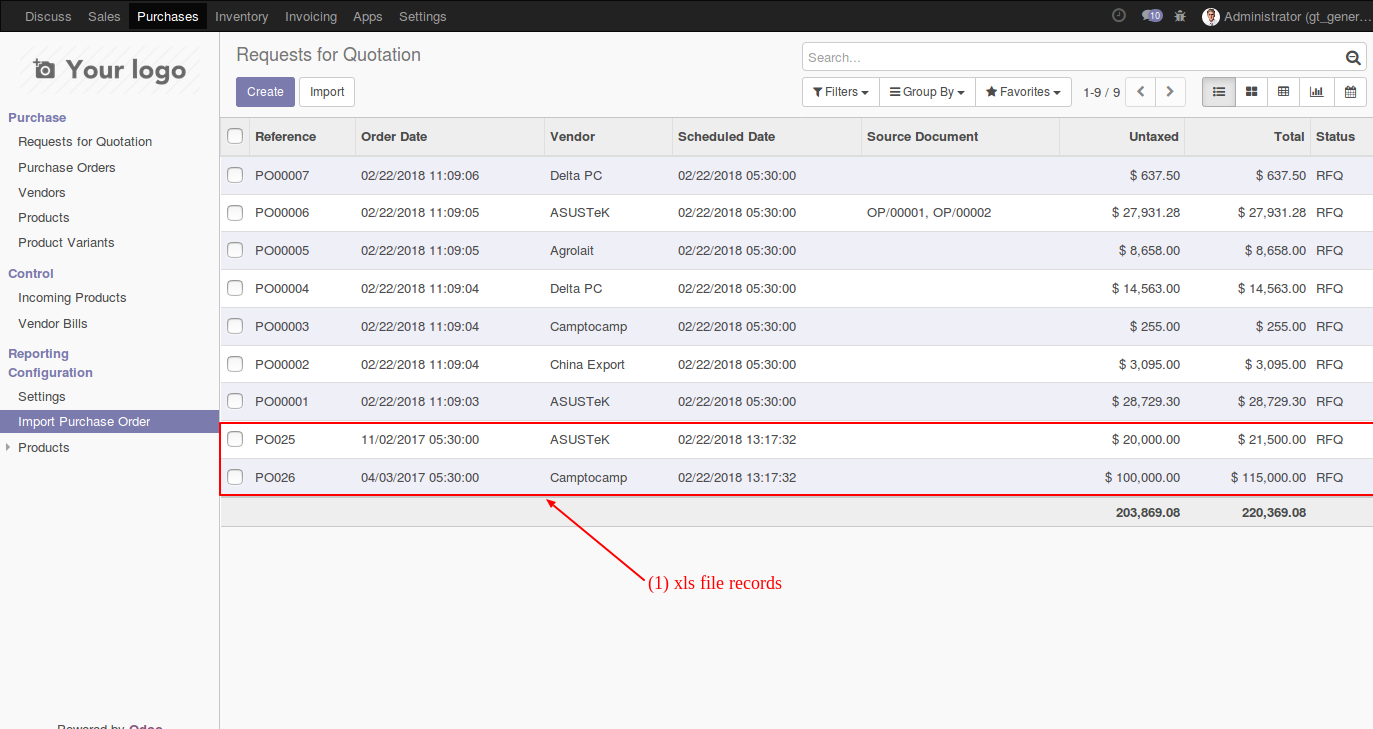 Discuss Sales Purchases Inventory Invoicing Apps Settings 10 Administrator (gt_gener...
Your logo
Purchase
Requests for Quotation
Purchase Orders
Vendors
Products
Product Variants
Control
Incoming Products
Vendor Bills
Reporting
Configuration
Settings
Import Purchase Order
Products
Powered by Odoo
Requests for Quotation
Search...
Create Import
Filters Group By Favorites 1-9 / 9
Reference Order Date Vendor Scheduled Date Source Document Untaxed Total Status
PO00007 02/22/2018 11:09:06 Delta PC 02/22/2018 05:30:00 $ 637.50 $ 637.50 RFQ
PO00006 02/22/2018 11:09:05 ASUSTeK 02/22/2018 05:30:00 OP/00001, OP/00002 $ 27,931.28 $ 27,931.28 RFQ
PO00005 02/22/2018 11:09:05 Agrolait 02/22/2018 05:30:00 $ 8,658.00 $ 8,658.00 RFQ
PO00004 02/22/2018 11:09:04 Delta PC 02/22/2018 05:30:00 $ 14,563.00 $ 14,563.00 RFQ
PO00003 02/22/2018 11:09:04 Camptocamp 02/22/2018 05:30:00 $ 255.00 $ 255.00 RFQ
PO00002 02/22/2018 11:09:04 China Export 02/22/2018 05:30:00 $ 3,095.00 $ 3,095.00 RFQ
PO00001 02/22/2018 11:09:03 ASUSTeK 02/22/2018 05:30:00 $ 28,729.30 $ 28,729.30 RFQ
PO025 11/02/2017 05:30:00 ASUSTeK 02/22/2018 13:17:32 $ 20,000.00 $ 21,500.00 RFQ
PO026 04/03/2017 05:30:00 Camptocamp 02/22/2018 13:17:32 $ 100,000.00 $ 115,000.00 RFQ
203,869.08 220,369.08
(1) xls file records